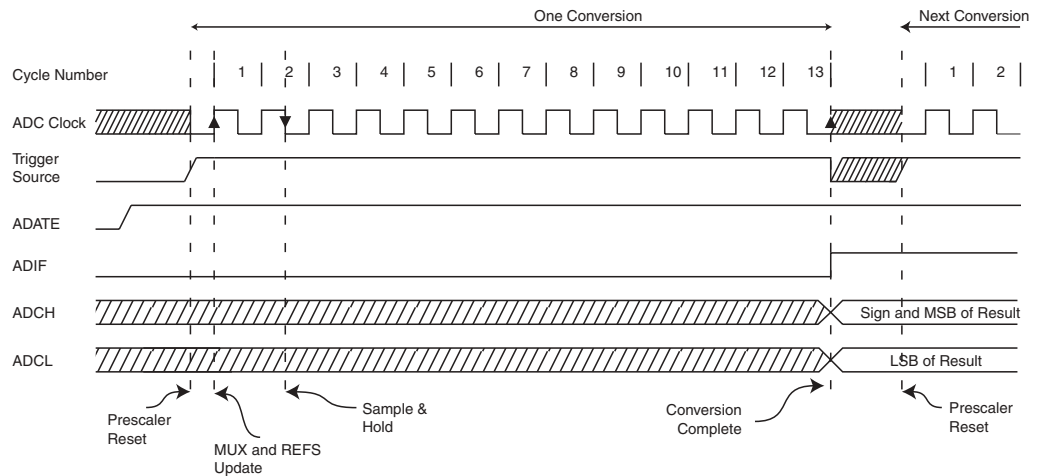 One Conversion
Next Conversion
Cycle Number
1 2 3 4 5 6 7 8 9 10 11 12 13 1 2
ADC Clock
Trigger
Source
ADATE
ADIF
ADCH
Sign and MSB of Result
ADCL
LSB of Result
Prescaler
Reset
MUX and REFS
Update
Sample &
Hold
Conversion
Complete
Prescaler
Reset